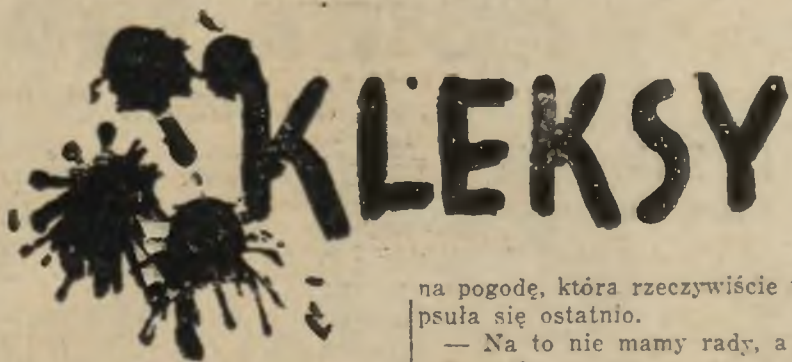 KLEKSY
na pogodę, która rzeczywiście
psuła się ostatnio.
— Na to nie mamy rady, a